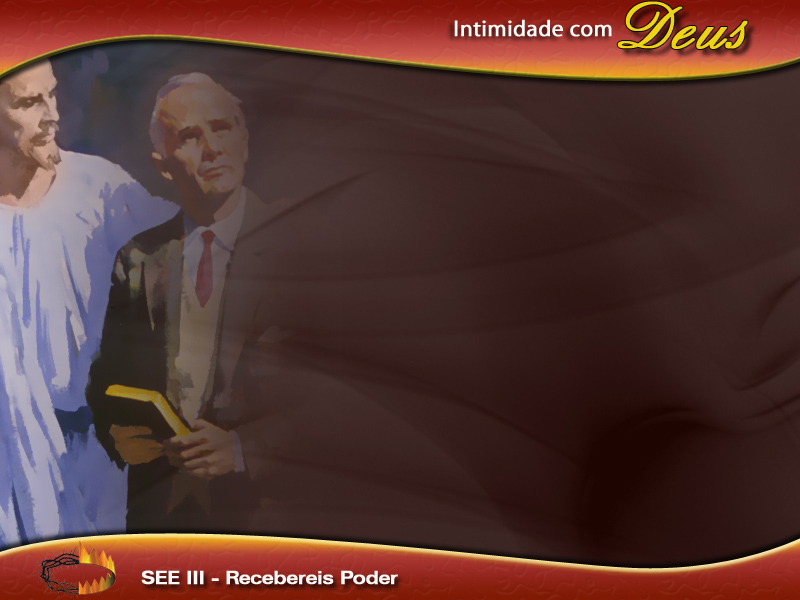 Intimidade com Deus
SEE III - Recebereis Poder